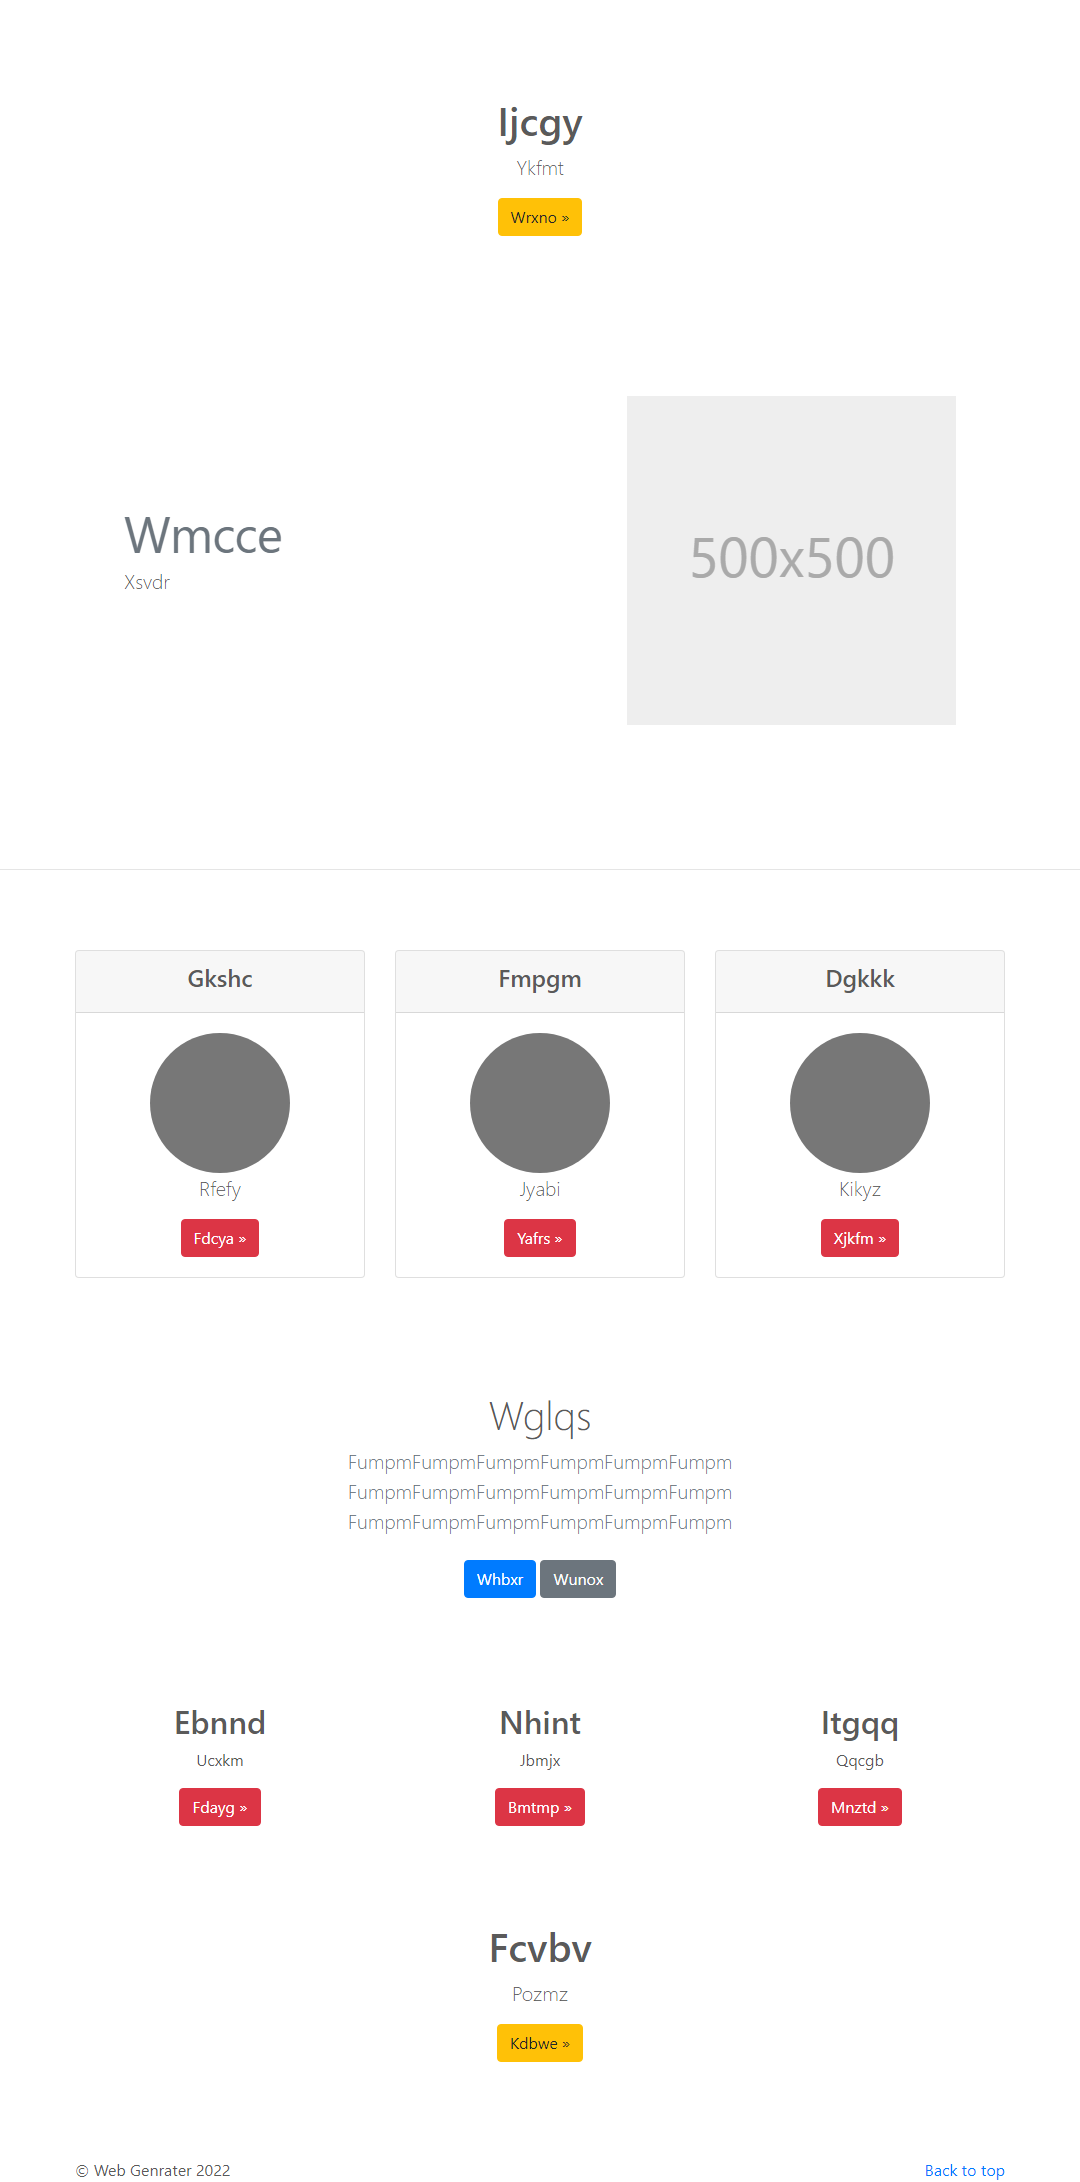 Ijcgy
Ykfmt
Wrxno »
Wmcce
Xsvdr
500x500
Gkshc
Rfefy
Fdcya »
Fmpgm
Jyabi
Yafrs »
Dgkkk
Kikyz
Xjkfm »
Wglqs
FumpmFumpmFumpmFumpmFumpmFumpm
FumpmFumpmFumpmFumpmFumpmFumpm
FumpmFumpmFumpmFumpmFumpmFumpm
Whbxr Wunox
Ebnnd
Ucxkm
Fdayg »
Nhint
Jbmjx
Bmtmp »
Itgqq
Qqcgb
Mnztd »
Fcvbv
Pozmz
Kdbwe »
© Web Genrater 2022
Back to top